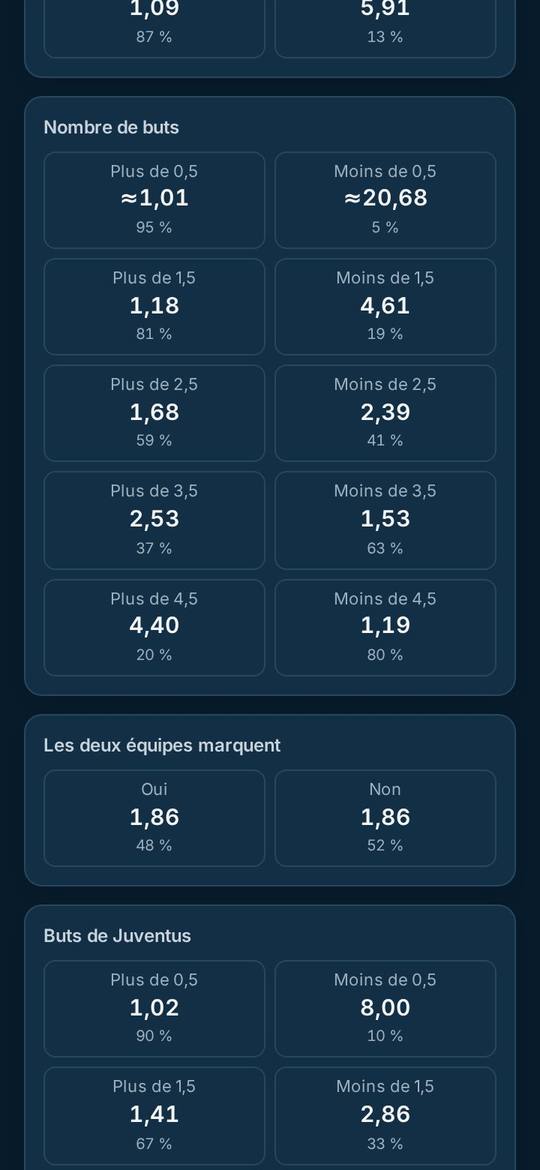 1,09 5,91
87 % 13 %
Nombre de buts
Plus de 0,5 Moins de 0,5
≈1,01 ≈20,68
95 % 5 %
Plus de 1,5 Moins de 1,5
1,18 4,61
81 % 19 %
Plus de 2,5 Moins de 2,5
1,68 2,39
59 % 41 %
Plus de 3,5 Moins de 3,5
2,53 1,53
37 % 63 %
Plus de 4,5 Moins de 4,5
4,40 1,19
20 % 80 %
Les deux équipes marquent
Oui Non
1,86 1,86
48 % 52 %
Buts de Juventus
Plus de 0,5 Moins de 0,5
1,02 8,00
90 % 10 %
Plus de 1,5 Moins de 1,5
1,41 2,86
67 % 33 %